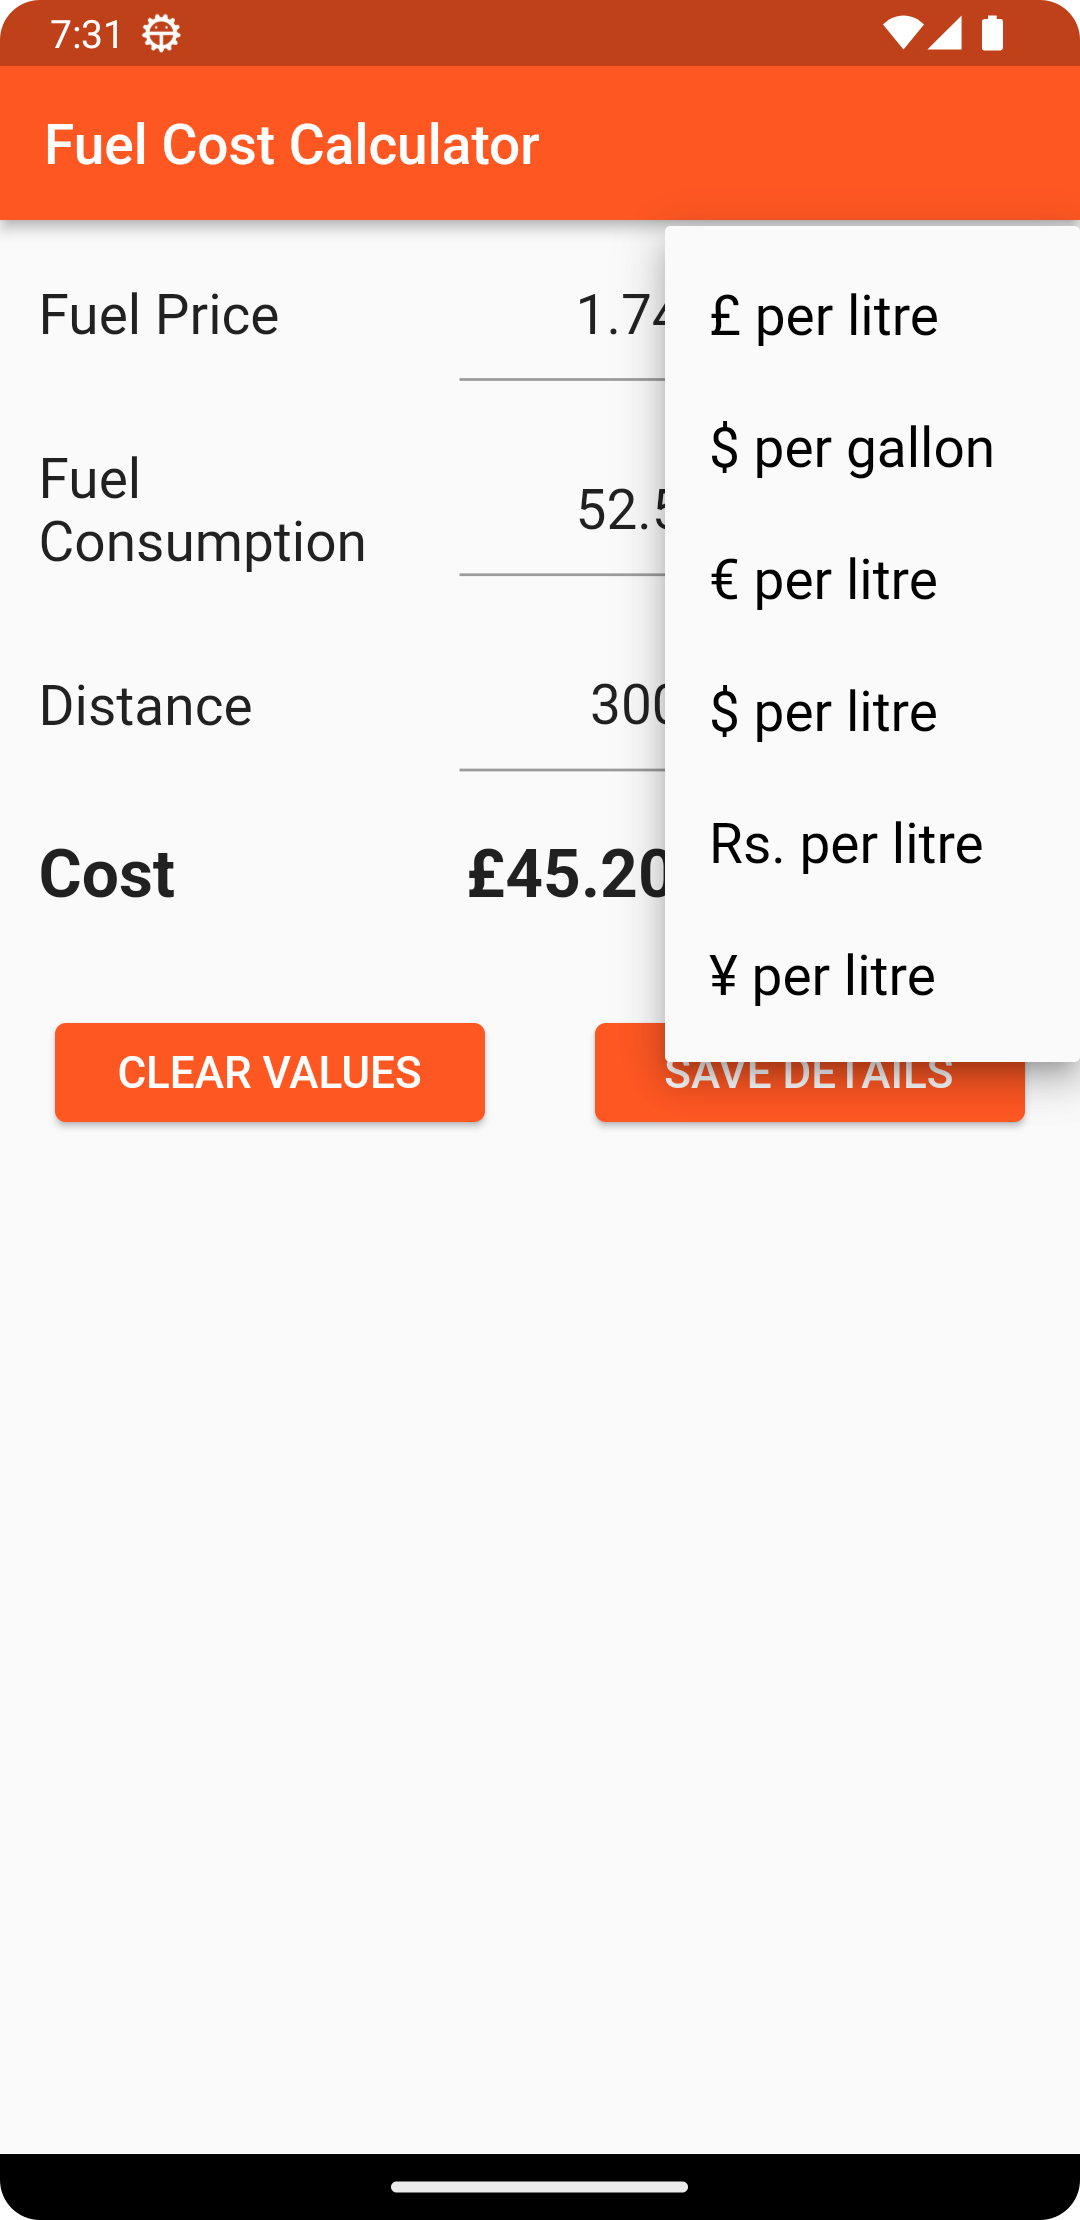 7:31
Fuel Cost Calculator
Fuel Price 1.74
£ per litre
$ per gallon
Fuel
Consumption 52.5
€ per litre
Distance 300
$ per litre
Rs. per litre
Cost £45.20
¥ per litre
CLEAR VALUES SAVE DETAILS